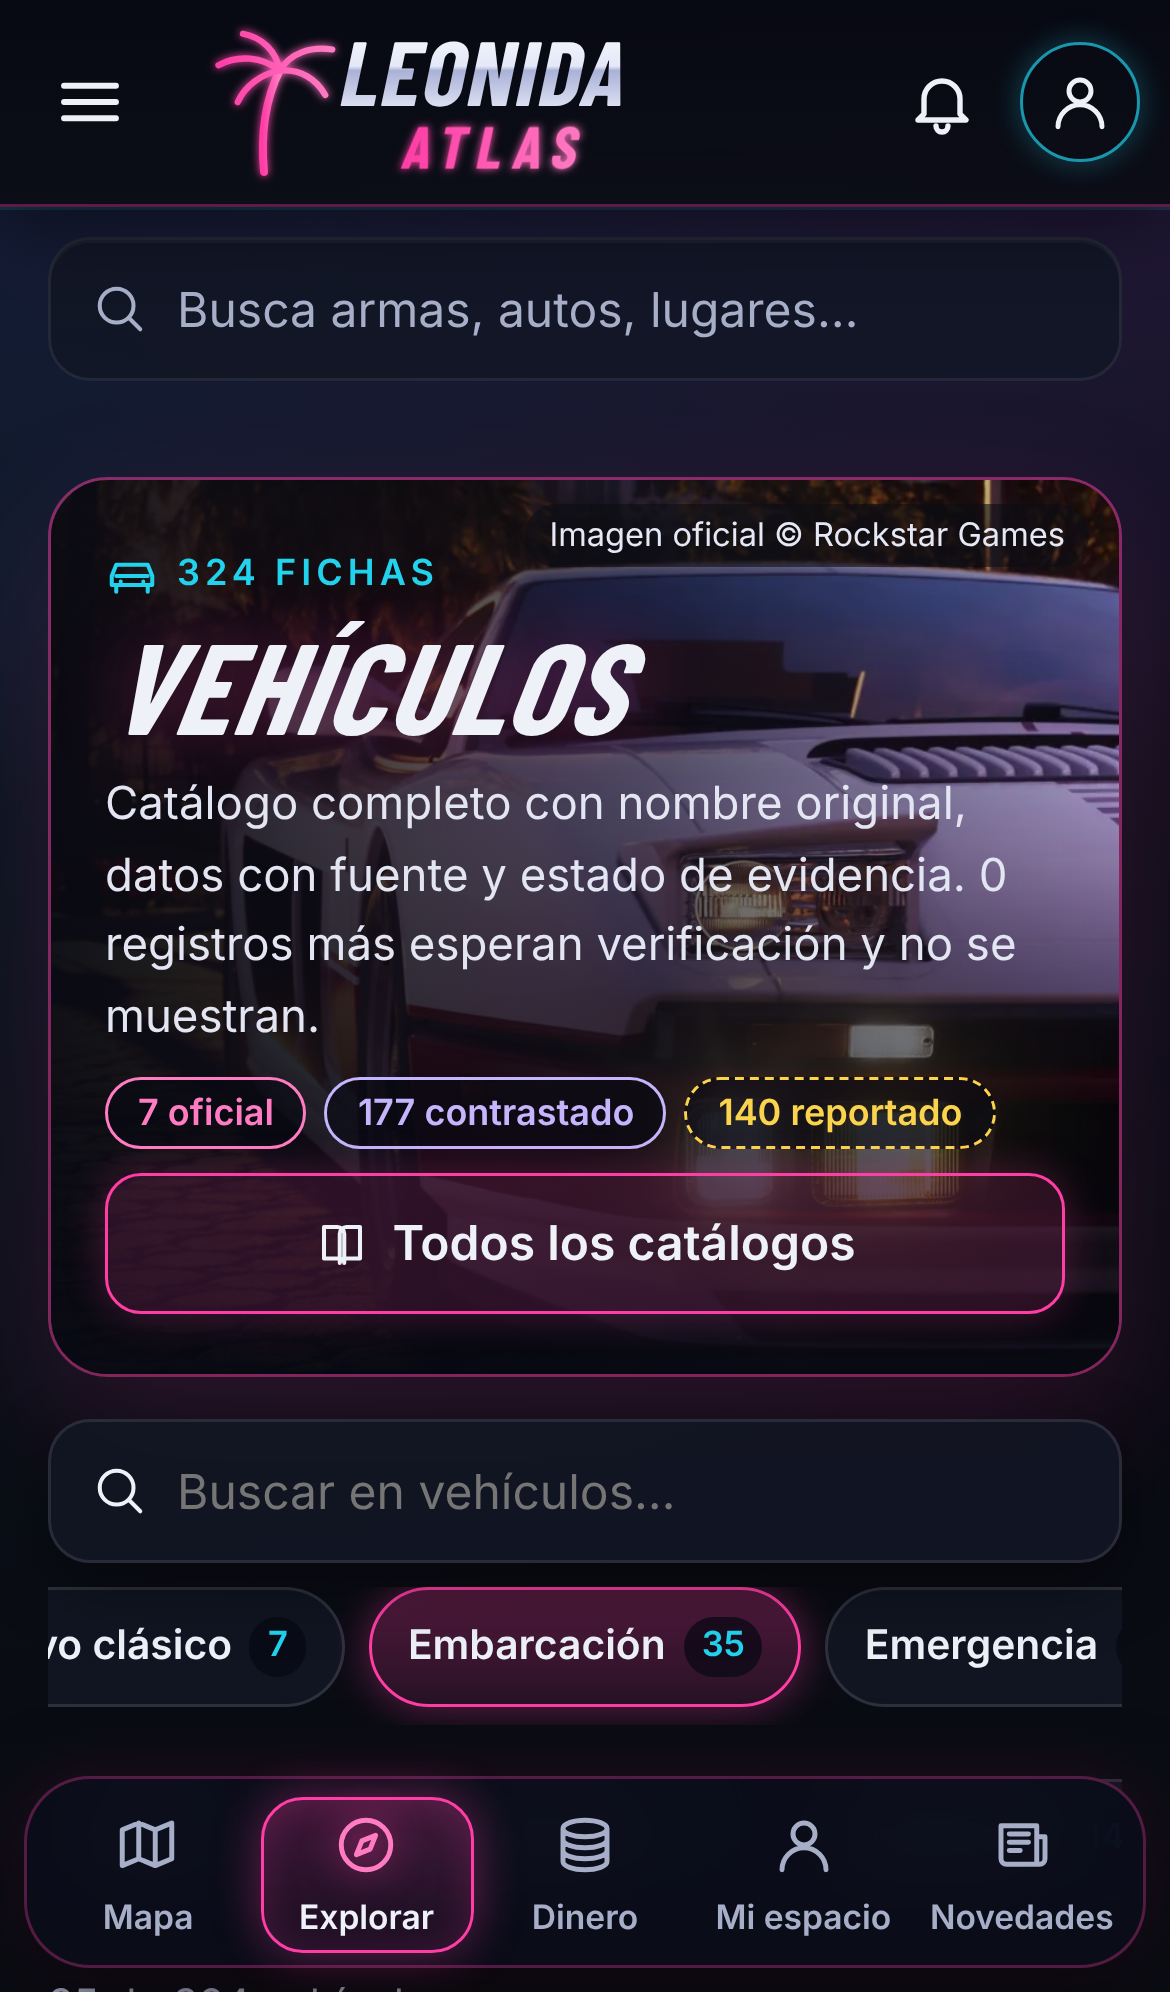 LEONIDA
ATLAS
Busca armas, autos, lugares...
Imagen oficial © Rockstar Games
324 FICHAS
VEHÍCULOS
Catálogo completo con nombre original,
datos con fuente y estado de evidencia. 0
registros más esperan verificación y no se
muestran.
7 oficial 177 contrastado 140 reportado
Todos los catálogos
Buscar en vehículos...
vo clásico 7 Embarcación 35 Emergencia
Mapa Explorar Dinero Mi espacio Novedades